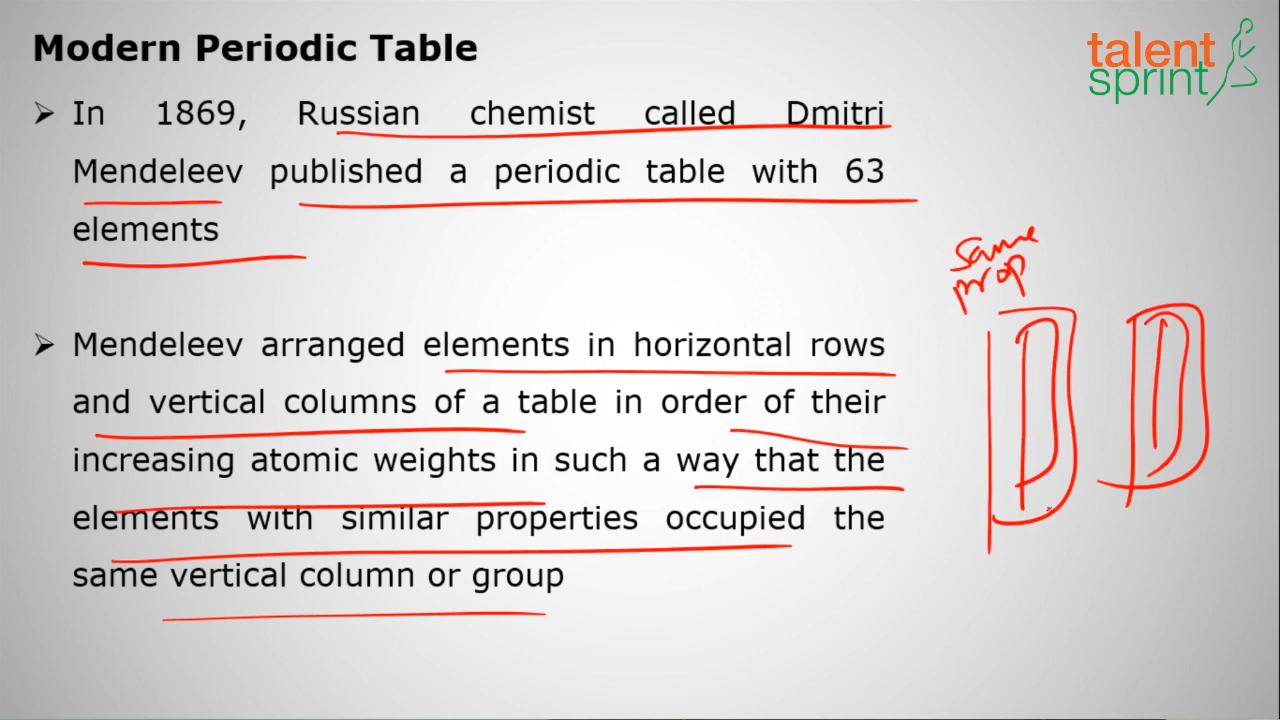 Modern Periodic Table
talent
sprint
➢ In 1869, Russian chemist called Dmitri
Mendeleev published a periodic table with 63
elements
same
prop
➢ Mendeleev arranged elements in horizontal rows
and vertical columns of a table in order of their
increasing atomic weights in such a way that the
elements with similar properties occupied the
same vertical column or group